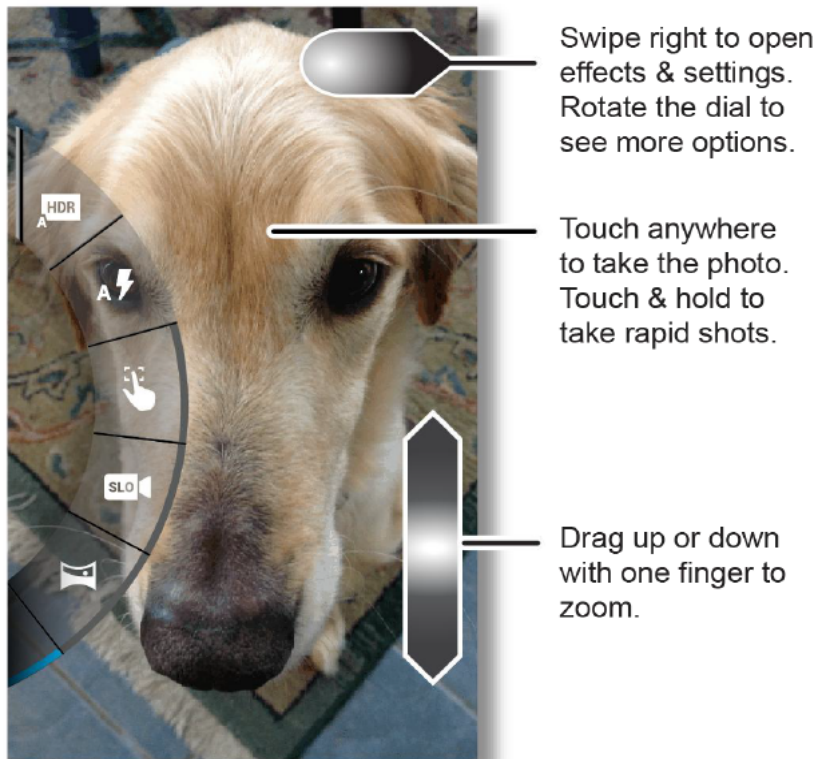 Swipe right to open
effects & settings.
Rotate the dial to
see more options.
HDR
A
A
Touch anywhere
to take the photo.
Touch & hold to
take rapid shots.
SLO
Drag up or down
with one finger to
zoom.